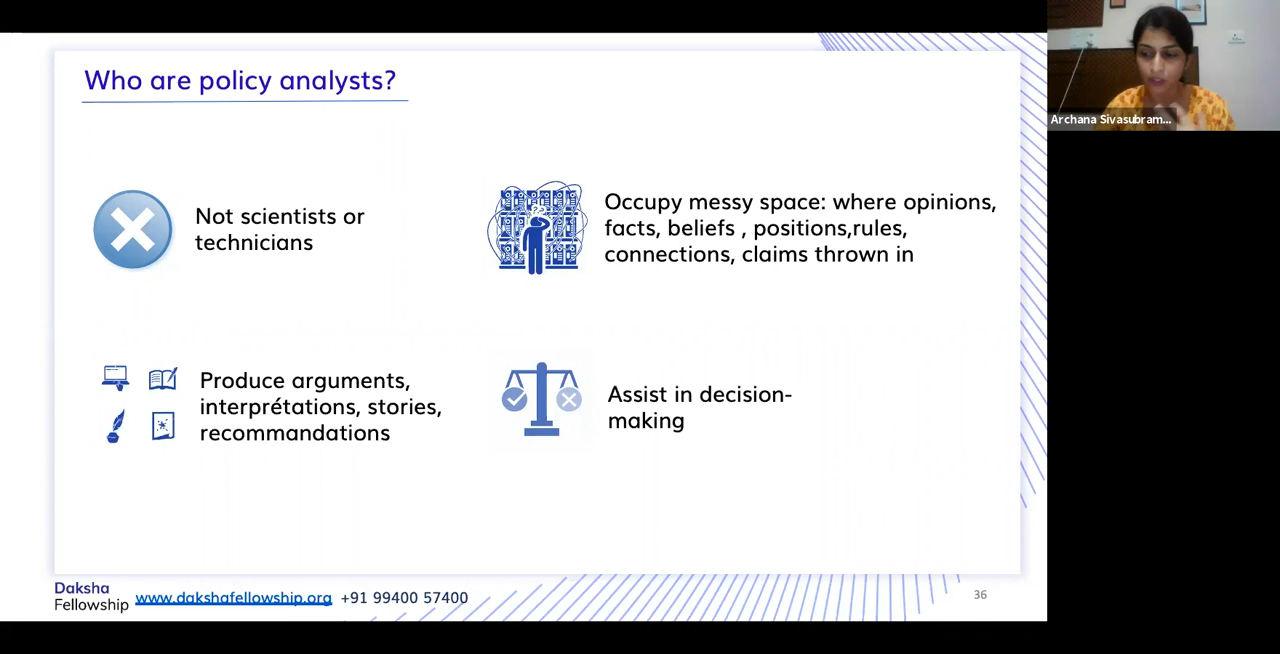 Who are policy analysts?
Not scientists or
technicians
Occupy messy space: where opinions,
facts, beliefs , positions,rules,
connections, claims thrown in
Produce arguments,
interprétations, stories,
recommandations
Assist in decision-
making
Daksha
Fellowship
www.dakshafellowship.org +91 99400 57400
36
Archana Sivasubram...